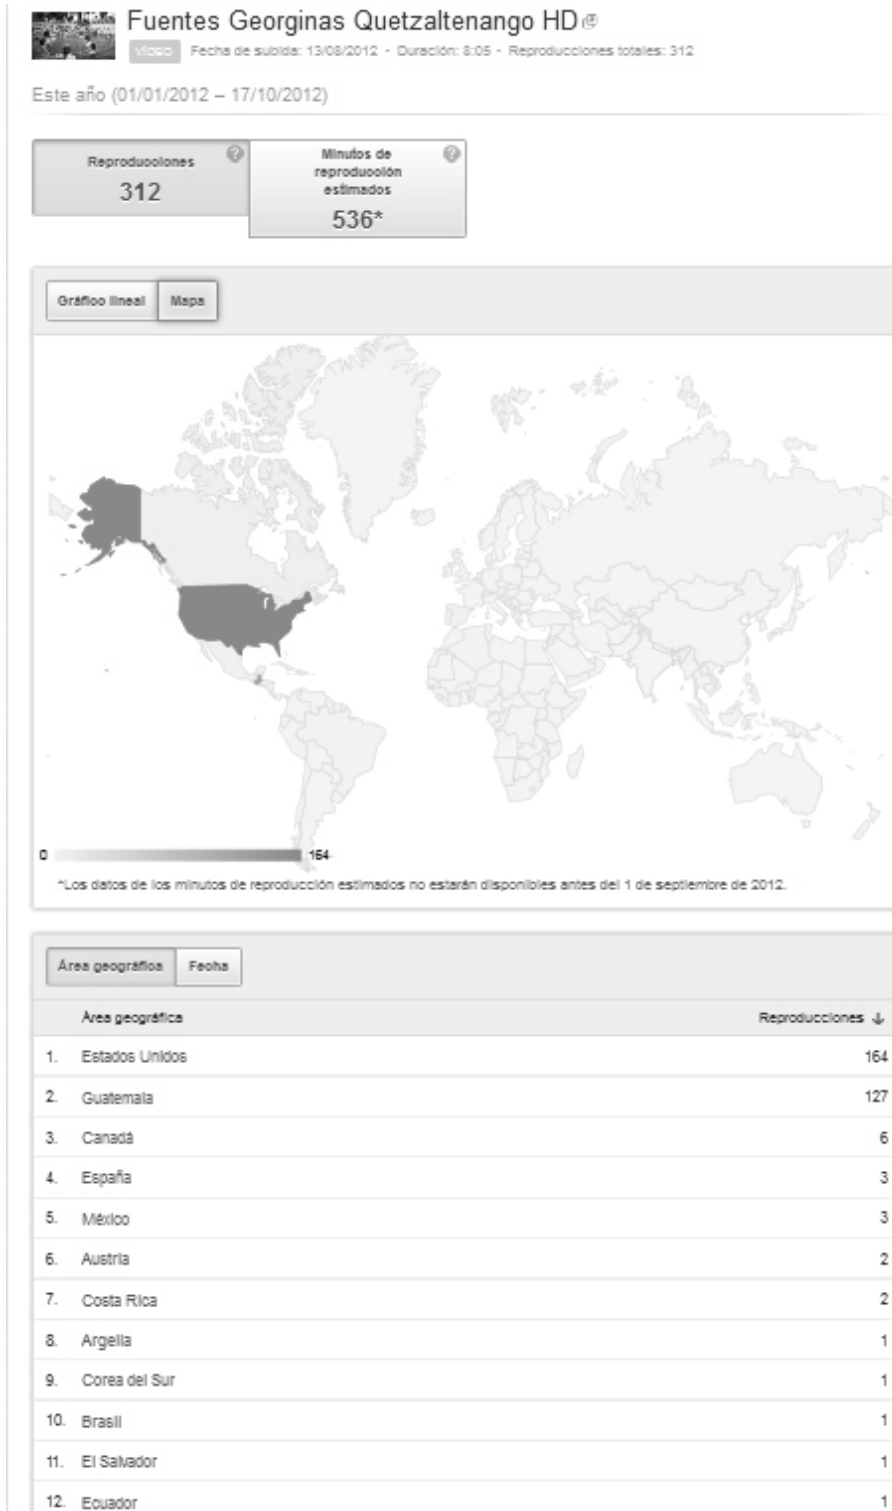 Fuentes Georginas Quetzaltenango HD
VÍDEO Fecha de subida: 13/08/2012 - Duración: 8:05 - Reproducciones totales: 312
Este año (01/01/2012 – 17/10/2012)
Reproducciones ?
312
Minutos de reproducción estimados ?
536*
Gráfico lineal Mapa
0 164
*Los datos de los minutos de reproducción estimados no estarán disponibles antes del 1 de septiembre de 2012.
Área geográfica Fecha
Área geográfica Reproducciones ↓
1. Estados Unidos 164
2. Guatemala 127
3. Canadá 6
4. España 3
5. México 3
6. Austria 2
7. Costa Rica 2
8. Argelia 1
9. Corea del Sur 1
10. Brasil 1
11. El Salvador 1
12. Ecuador 1